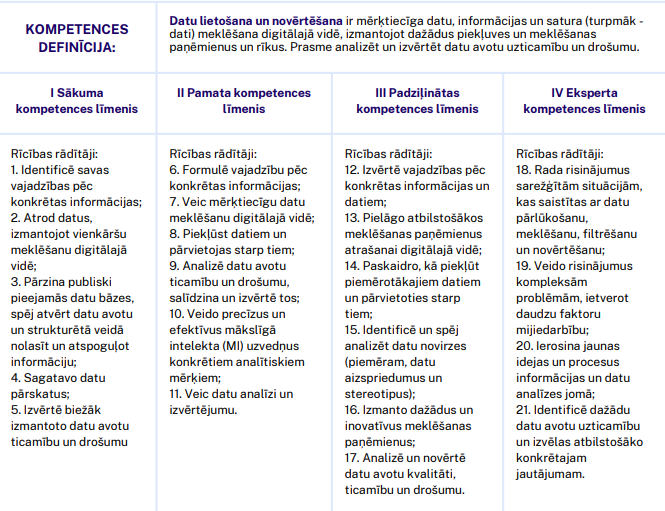 KOMPETENCES
DEFINĪCIJA:
Datu lietošana un novērtēšana ir mērķtiecīga datu, informācijas un satura (turpmāk -
dati) meklēšana digitālajā vidē, izmantojot dažādus piekļuves un meklēšanas
paņēmienus un rīkus. Prasme analizēt un izvērtēt datu avotu uzticamību un drošumu.
I Sākuma
kompetences līmenis
II Pamata kompetences
līmenis
III Padziļinātas
kompetences līmenis
IV Eksperta
kompetences līmenis
Rīcības rādītāji:
1. Identificē savas
vajadzības pēc
konkrētas informācijas;
2. Atrod datus,
izmantojot vienkāršu
meklēšanu digitālajā
vidē;
3. Pārzina publiski
pieejamās datu bāzes,
spēj atvērt datu avotu
un strukturētā veidā
nolasīt un atspoguļot
informāciju;
4. Sagatavo datu
pārskatus;
5. Izvērtē biežāk
izmantoto datu avotu
ticamību un drošumu
Rīcības rādītāji:
6. Formulē vajadzību pēc
konkrētas informācijas;
7. Veic mērķtiecīgu datu
meklēšanu digitālajā vidē;
8. Piekļūst datiem un
pārvietojas starp tiem;
9. Analizē datu avotu
ticamību un drošumu,
salīdzina un izvērtē tos;
10. Veido precīzus un
efektīvus mākslīgā
intelekta (MI) uzvedņus
konkrētiem analītiskiem
mērķiem;
11. Veic datu analīzi un
izvērtējumu.
Rīcības rādītāji:
12. Izvērtē vajadzības pēc
konkrētas informācijas un
datiem;
13. Pielāgo atbilstošākos
meklēšanas paņēmienus
atrašanai digitālajā vidē;
14. Paskaidro, kā piekļūt
piemērotākajiem datiem
un pārvietoties starp
tiem;
15. Identificē un spēj
analizēt datu novirzes
(piemēram, datu
aizspriedumus un
stereotipus);
16. Izmanto dažādus un
inovatīvus meklēšanas
paņēmienus;
17. Analizē un novērtē
datu avotu kvalitāti,
ticamību un drošumu.
Rīcības rādītāji:
18. Rada risinājumus
sarežģītām situācijām,
kas saistītas ar datu
pārlūkošanu,
meklēšanu, filtrēšanu
un novērtēšanu;
19. Veido risinājumus
kompleksām
problēmām, ietverot
daudzu faktoru
mijiedarbību;
20. Ierosina jaunas
idejas un procesus
informācijas un datu
analīzes jomā;
21. Identificē dažādu
datu avotu uzticamību
un izvēlas atbilstošāko
konkrētajam
jautājumam.